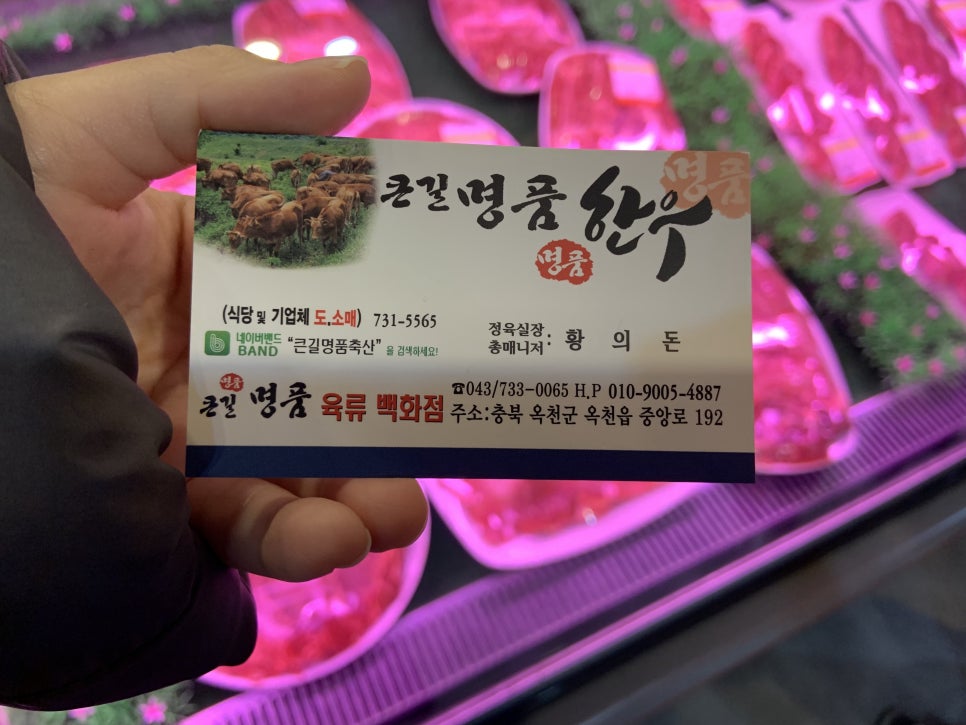 큰길 명품 한우
명품
명품
(식당 및 기업체 도.소매) 731-5565
네이버밴드
BAND "큰길명품축산" 을 검색하세요!
정육실장
총매니저 : 황 의 돈
명품
큰길 명품 육류 백화점
☎043/733-0065 H.P 010-9005-4887
주소:충북 옥천군 옥천읍 중앙로 192